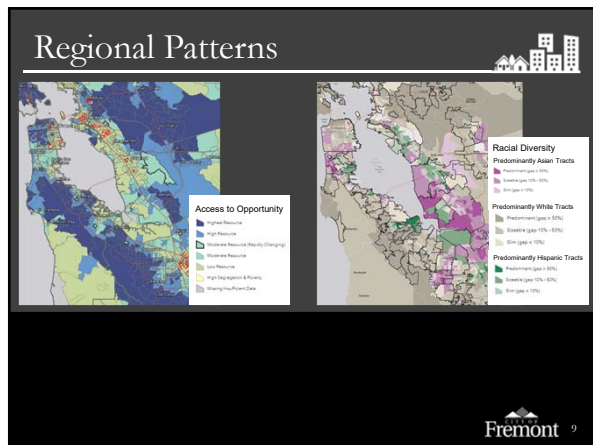 Regional Patterns
Access to Opportunity
Highest Resource
High Resource
Moderate Resource (Rapidly Changing)
Moderate Resource
Low Resource
High Segregation & Poverty
Missing/Insufficient Data
Racial Diversity
Predominantly Asian Tracts
Predominant (gap > 50%)
Sizeable (gap 10% - 50%)
Slim (gap < 10%)
Predominantly White Tracts
Predominant (gap > 50%)
Sizeable (gap 10% - 50%)
Slim (gap < 10%)
Predominantly Hispanic Tracts
Predominant (gap > 50%)
Sizeable (gap 10% - 50%)
Slim (gap < 10%)
CITY OF
Fremont
9